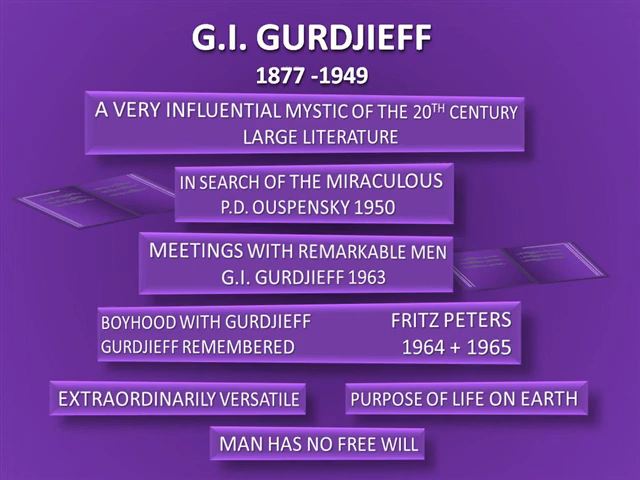 G.I. GURDJIEFF
1877 -1949
A VERY INFLUENTIAL MYSTIC OF THE 20TH CENTURY
LARGE LITERATURE
IN SEARCH OF THE MIRACULOUS
P.D. OUSPENSKY 1950
MEETINGS WITH REMARKABLE MEN
G.I. GURDJIEFF 1963
BOYHOOD WITH GURDJIEFF FRITZ PETERS
GURDJIEFF REMEMBERED 1964 + 1965
EXTRAORDINARILY VERSATILE PURPOSE OF LIFE ON EARTH
MAN HAS NO FREE WILL